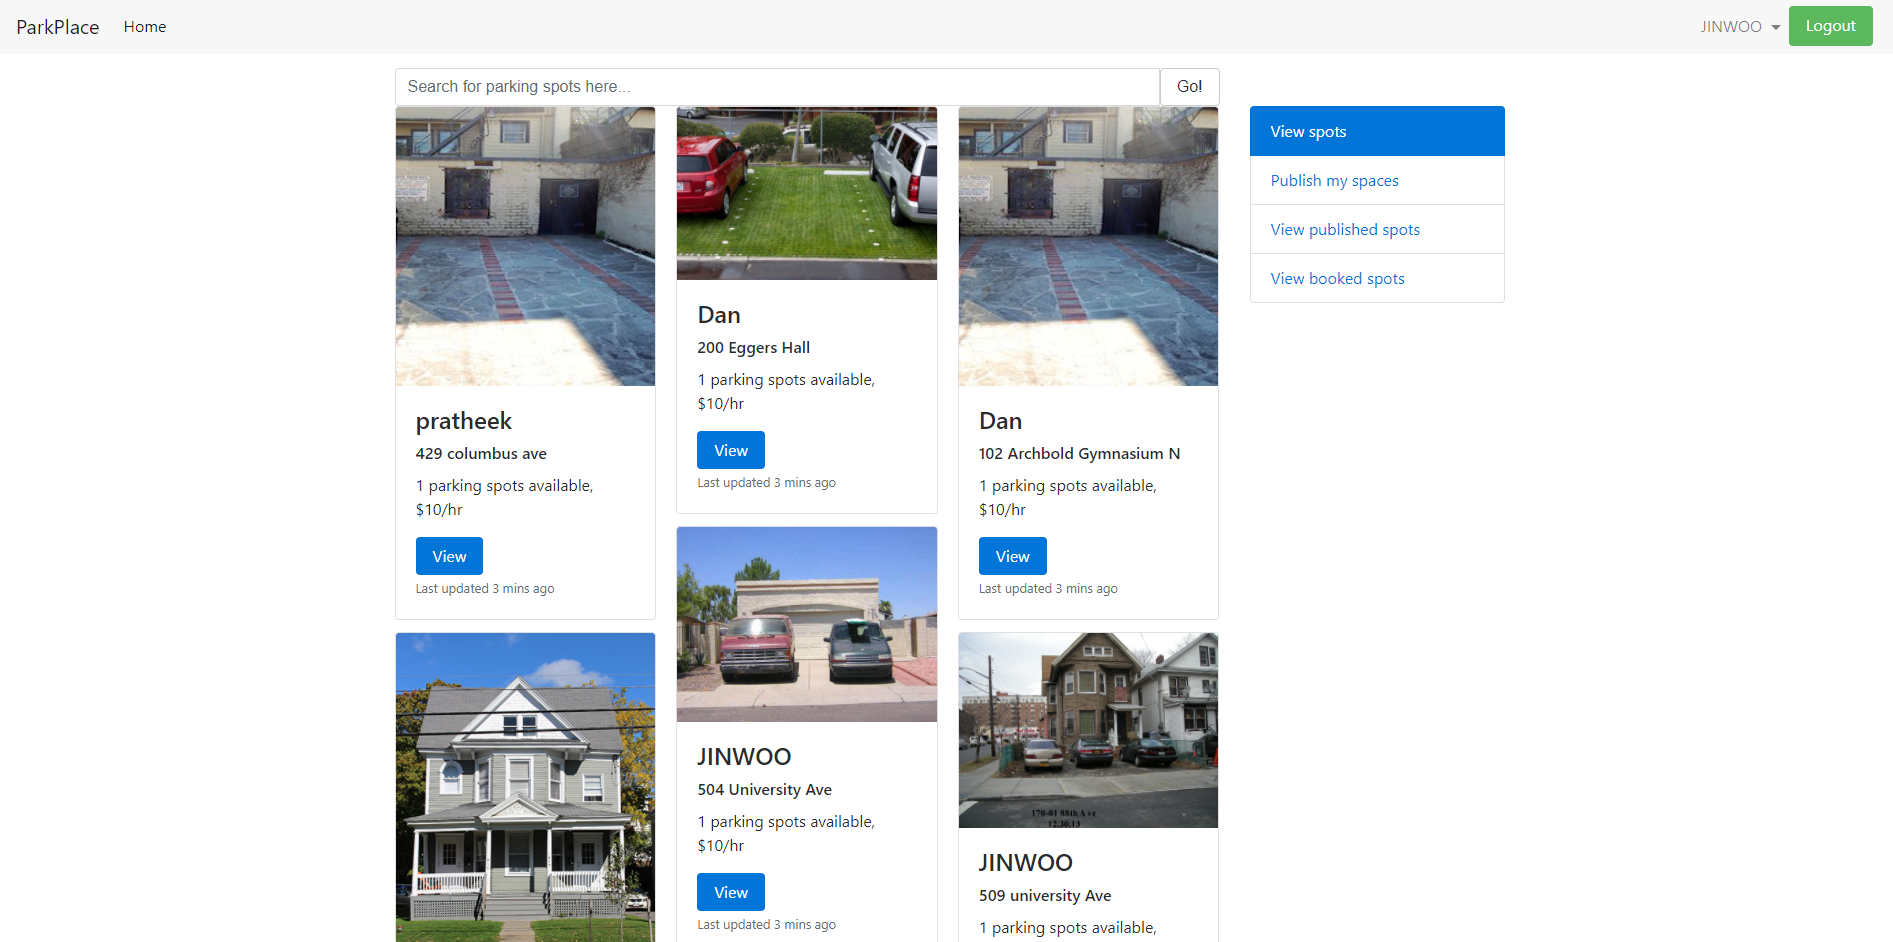 ParkPlace Home JINWOO Logout
Search for parking spots here... Go!
View spots
Publish my spaces
View published spots
View booked spots
pratheek
429 columbus ave
1 parking spots available,
$10/hr
View
Last updated 3 mins ago
Dan
200 Eggers Hall
1 parking spots available,
$10/hr
View
Last updated 3 mins ago
JINWOO
504 University Ave
1 parking spots available,
$10/hr
View
Last updated 3 mins ago
Dan
102 Archbold Gymnasium N
1 parking spots available,
$10/hr
View
Last updated 3 mins ago
170-01 88th Ave
12.30.13
JINWOO
509 university Ave
1 parking spots available,